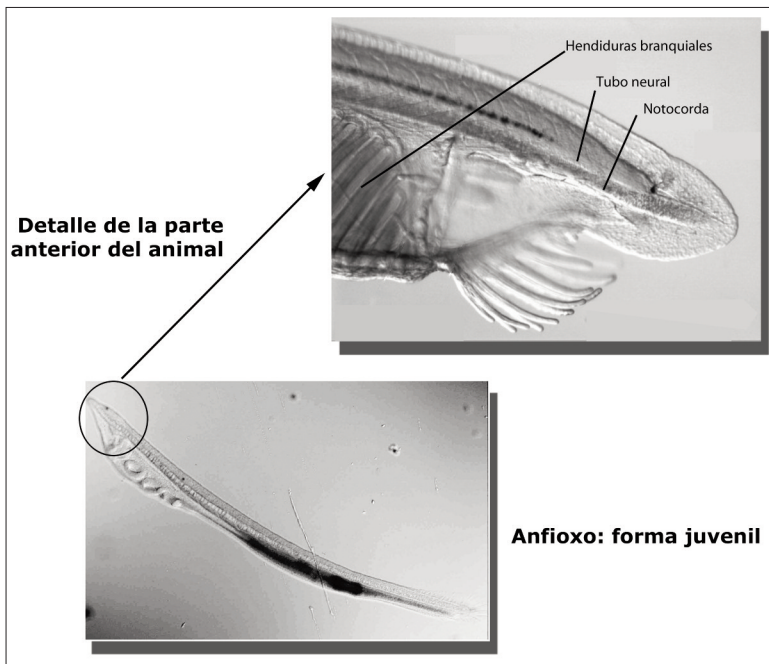 Hendiduras branquiales
Tubo neural
Notocorda
Detalle de la parte
anterior del animal
Anfioxo: forma juvenil